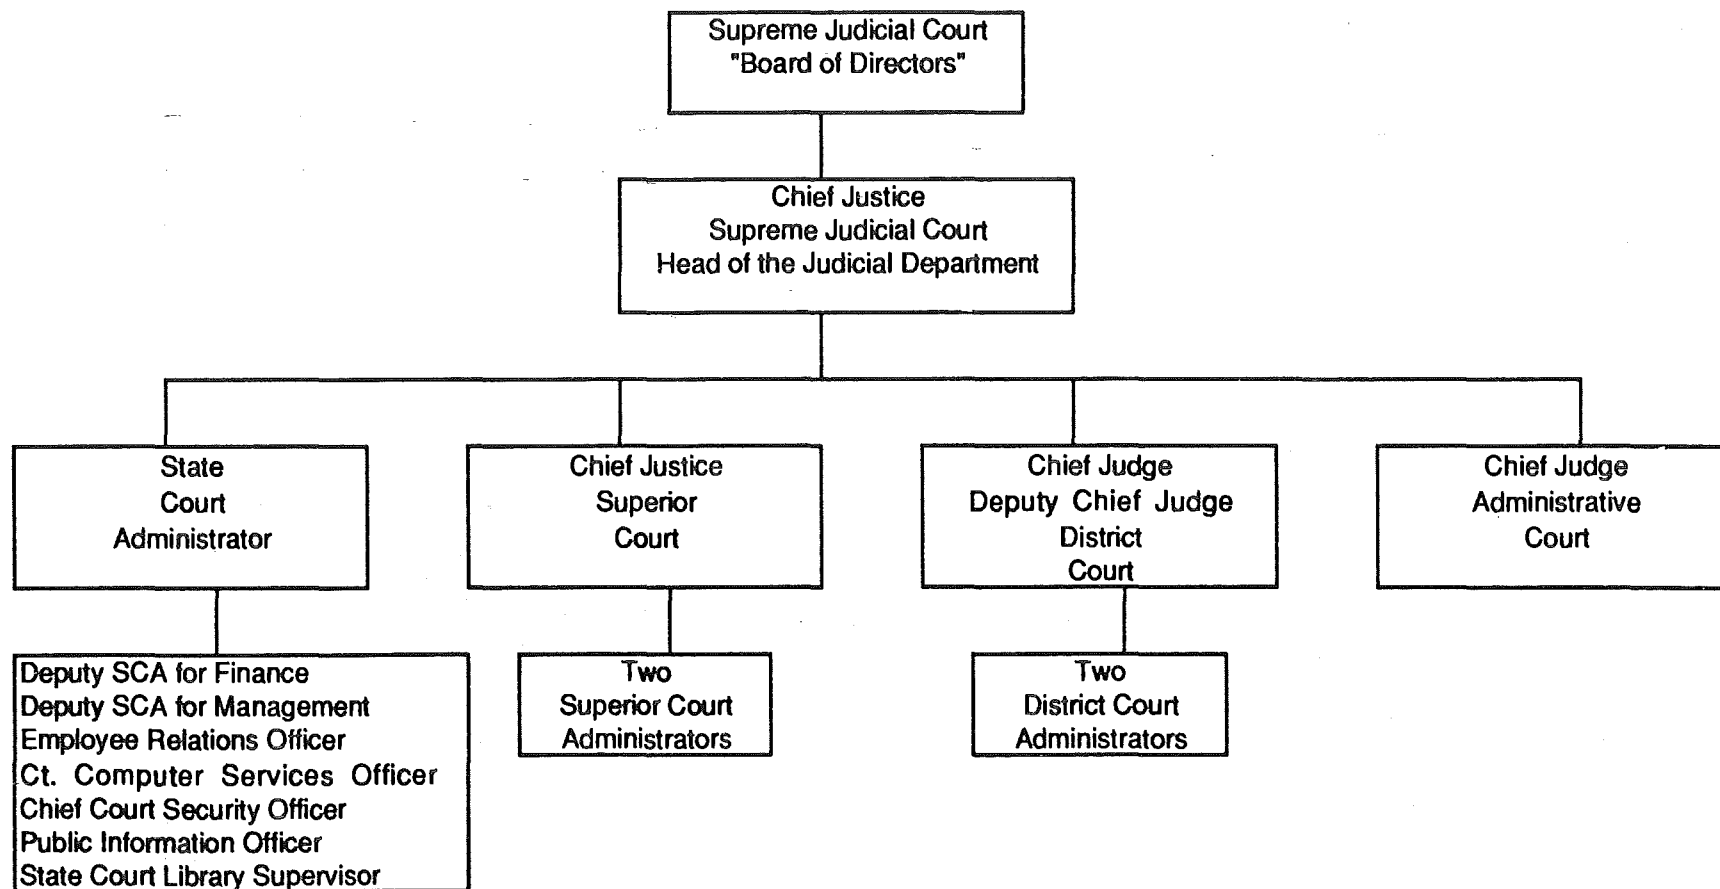 Supreme Judicial Court
"Board of Directors"
Chief Justice
Supreme Judicial Court
Head of the Judicial Department
State
Court
Administrator
Chief Justice
Superior
Court
Chief Judge
Deputy Chief Judge
District
Court
Chief Judge
Administrative
Court
Deputy SCA for Finance
Deputy SCA for Management
Employee Relations Officer
Ct. Computer Services Officer
Chief Court Security Officer
Public Information Officer
State Court Library Supervisor
Two
Superior Court
Administrators
Two
District Court
Administrators